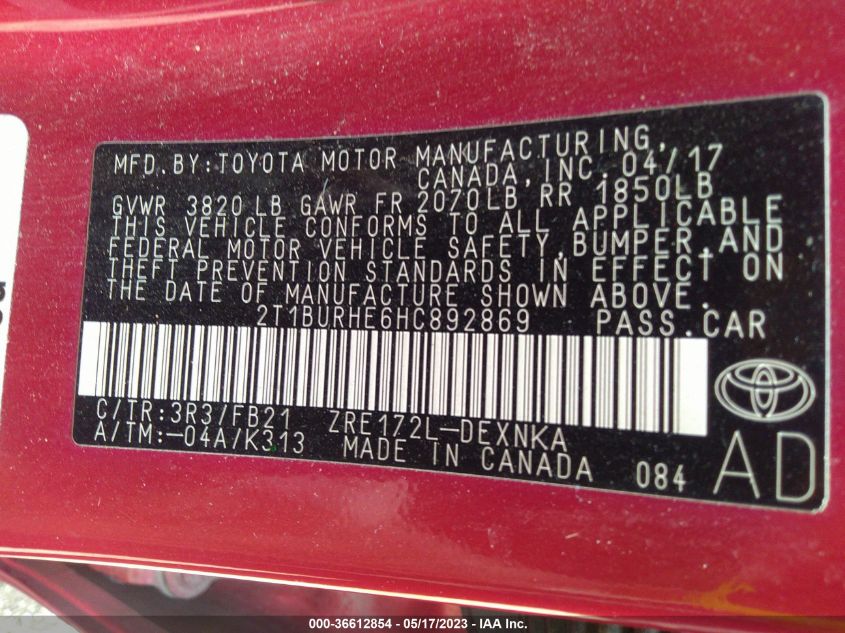 MFD.BY:TOYOTA MOTOR MANUFACTURING,
CANADA, INC. 04/17
GVWR 3820 LB GAWR FR 2070LB RR 1850LB
THIS VEHICLE CONFORMS TO ALL APPLICABLE
FEDERAL MOTOR VEHICLE SAFETY, BUMPER, AND
THEFT PREVENTION STANDARDS IN EFFECT ON
THE DATE OF MANUFACTURE SHOWN ABOVE.
2T1BURHE6HC892869 PASS.CAR
C/TR:3R3/FB21 ZRE172L-DEXNKA
A/TM:-04A/K313 MADE IN CANADA 084
AD
000-36612854 / 05/17/2023 - IAA Inc.